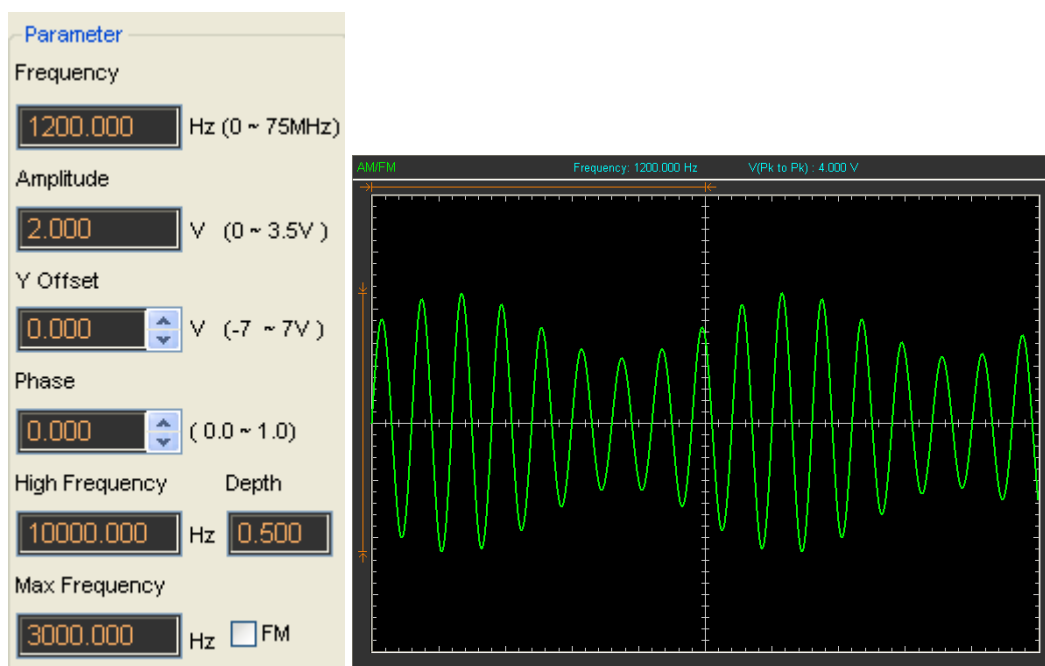 Parameter
Frequency
1200.000 Hz (0 ~ 75MHz)
Amplitude
2.000 V (0 ~ 3.5V )
Y Offset
0.000 V (-7 ~ 7V )
Phase
0.000 ( 0.0 ~ 1.0)
High Frequency Depth
10000.000 Hz 0.500
Max Frequency
3000.000 Hz FM
AM/FM Frequency: 1200.000 Hz V(Pk to Pk) : 4.000 V